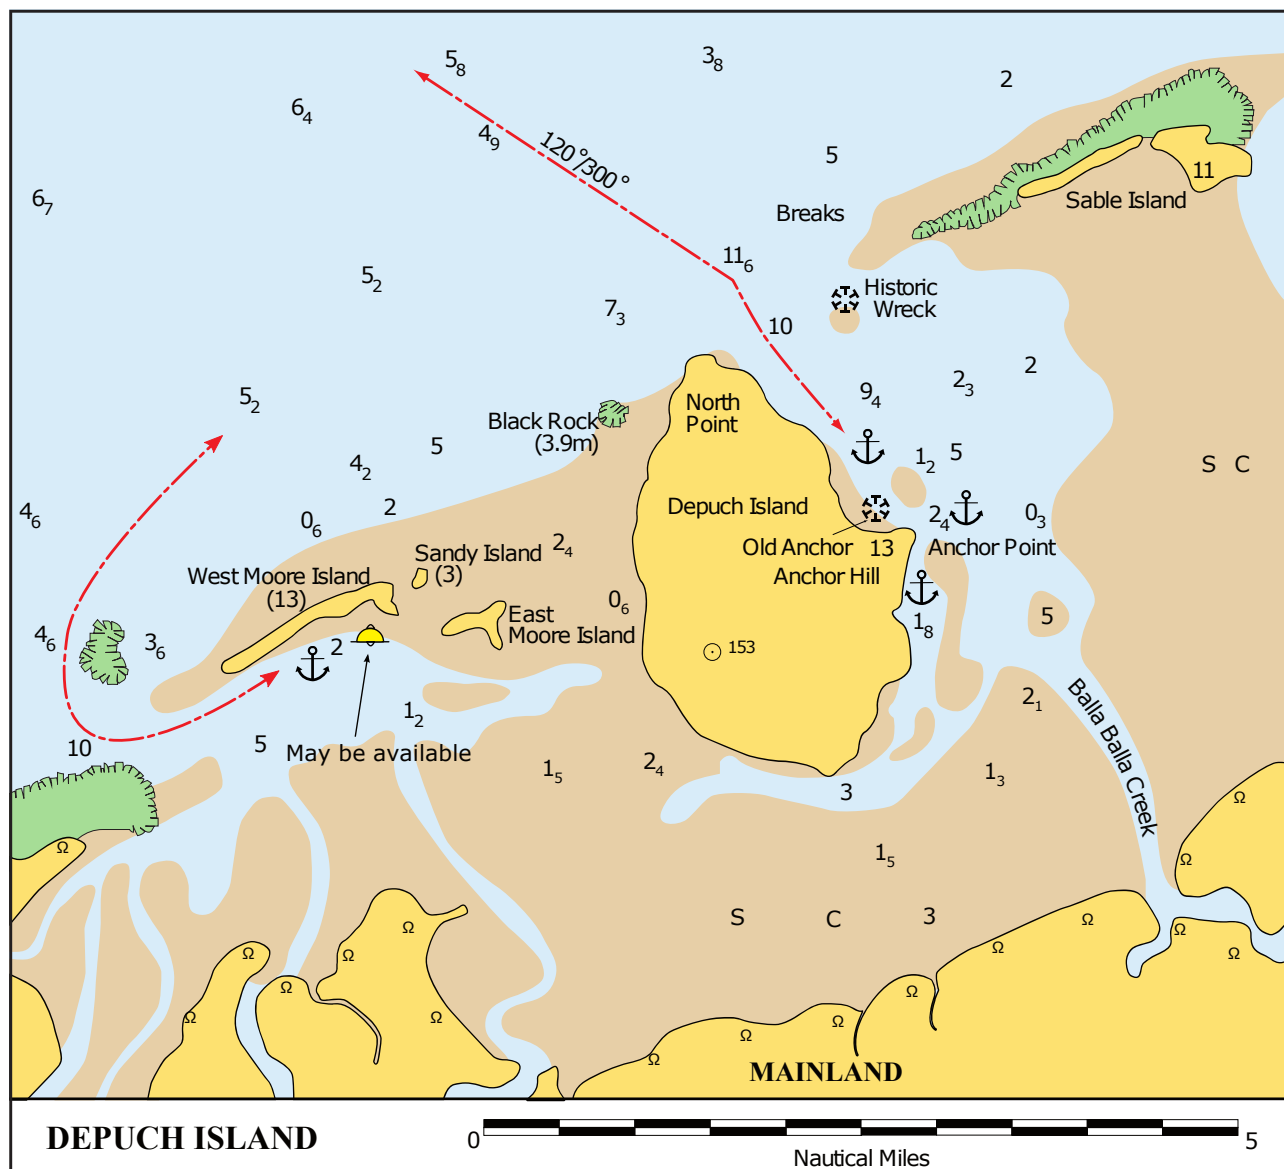 5₈
3₈
2
6₄
4₉
120°/300°
5
11
6₇
Breaks
Sable Island
11₆
5₂
Historic
Wreck
7₃
10
2₃
2
5₂
9₄
North
Point
Black Rock
(3.9m)
5
4₂
1₂
5
S C
2
4₆
0₆
Depuch Island
2₄
0₃
2₄
Old Anchor
13
Anchor Point
Sandy Island
(3)
West Moore Island
(13)
Anchor Hill
0₆
East
Moore Island
1₈
5
4₆
3₆
2
153
2₁
1₂
Balla Balla Creek
10
5
May be available
1₅
2₄
1₃
3
1₅
S
C
3
MAINLAND
DEPUCH ISLAND
0
5
Nautical Miles